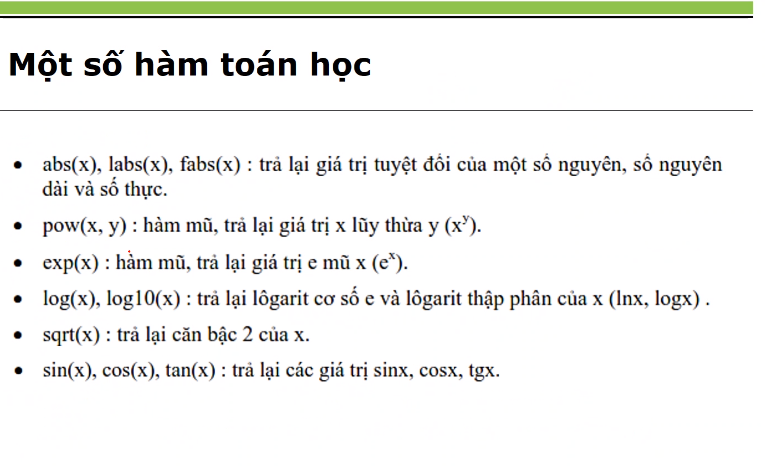 Một số hàm toán học
• abs(x), labs(x), fabs(x) : trả lại giá trị tuyệt đối của một số nguyên, số nguyên
dài và số thực.
• pow(x, y) : hàm mũ, trả lại giá trị x lũy thừa y (xʸ).
• exp(x) : hàm mũ, trả lại giá trị e mũ x (eˣ).
• log(x), log10(x) : trả lại lôgarit cơ số e và lôgarit thập phân của x (lnx, logx) .
• sqrt(x) : trả lại căn bậc 2 của x.
• sin(x), cos(x), tan(x) : trả lại các giá trị sinx, cosx, tgx.